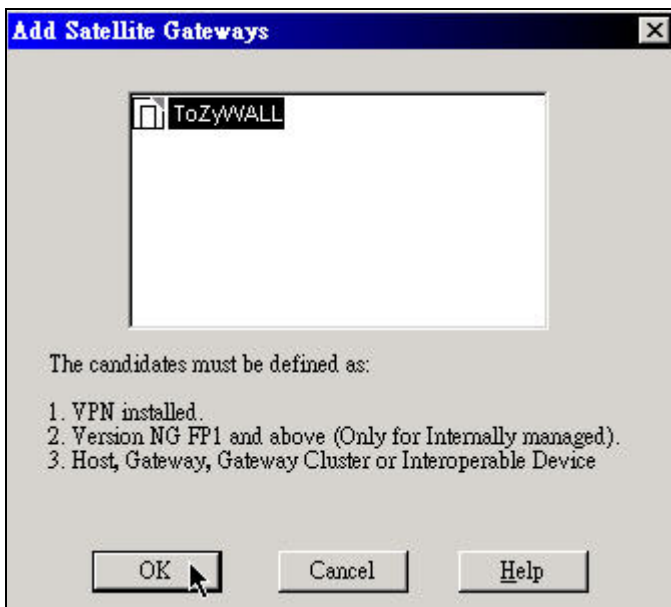 Add Satellite Gateways
ToZyWALL
The candidates must be defined as:
1. VPN installed.
2. Version NG FP1 and above (Only for Internally managed).
3. Host, Gateway, Gateway Cluster or Interoperable Device
OK
Cancel
Help